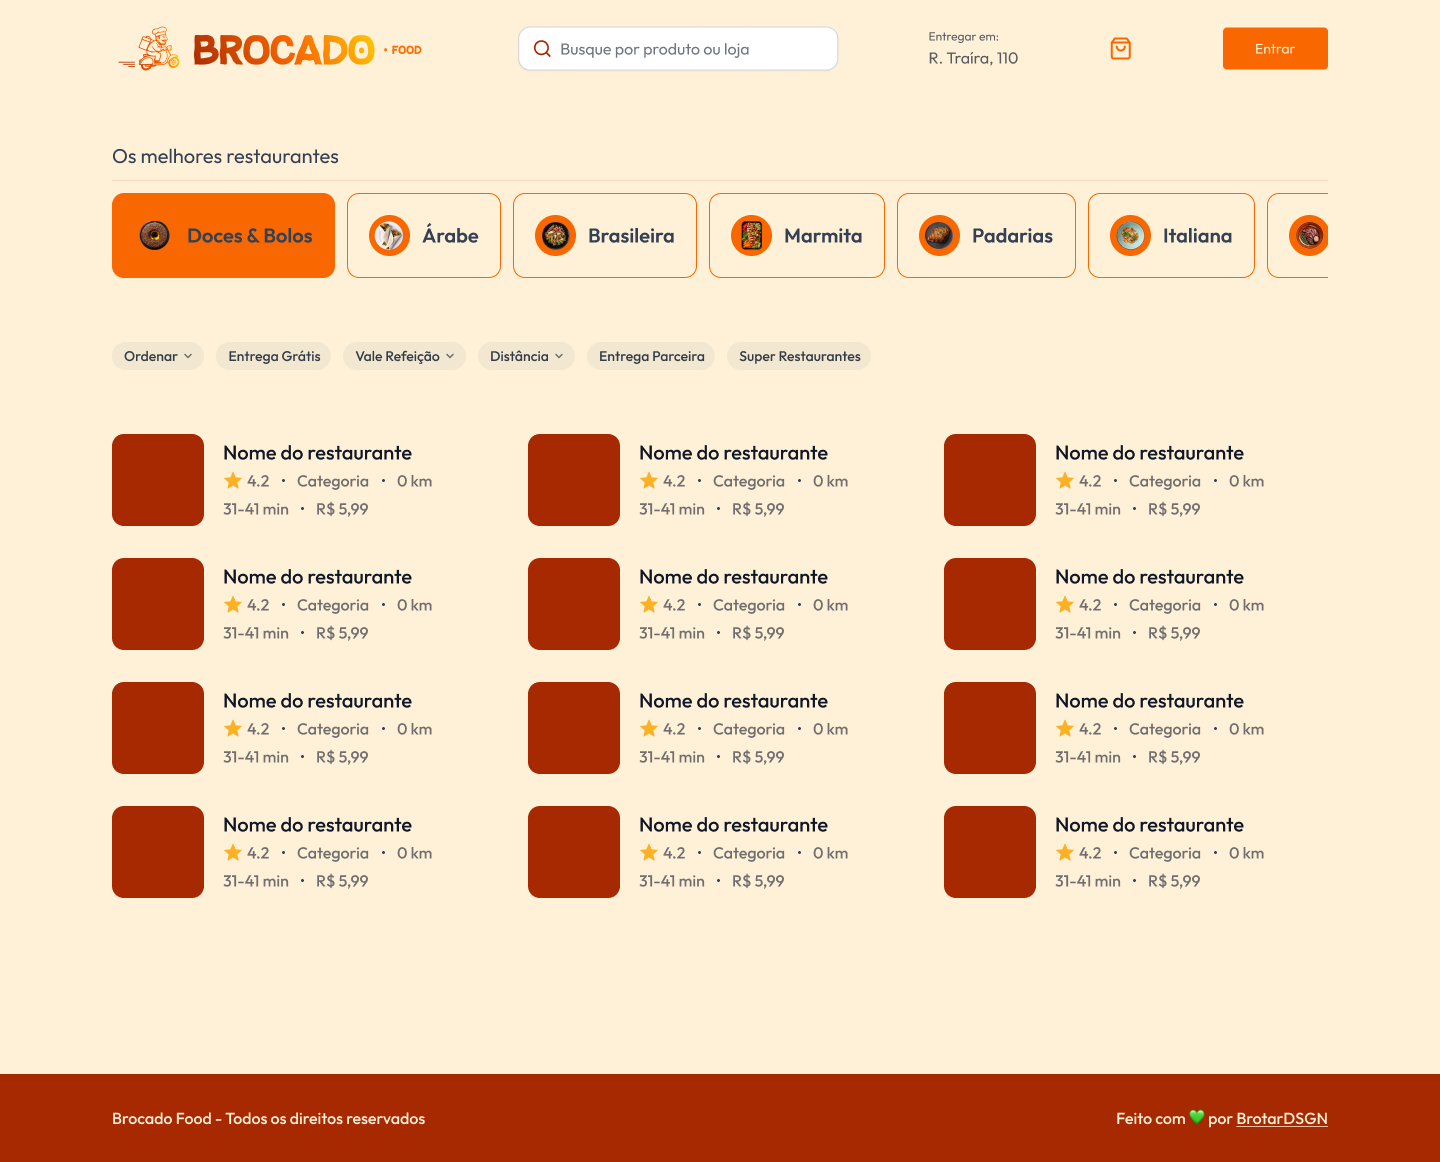 BROCADO • FOOD
Busque por produto ou loja
Entregar em:
R. Traíra, 110
Entrar
Os melhores restaurantes
Doces & Bolos
Árabe
Brasileira
Marmita
Padarias
Italiana
Ordenar
Entrega Grátis
Vale Refeição
Distância
Entrega Parceira
Super Restaurantes
Nome do restaurante
4.2 • Categoria • 0 km
31-41 min • R$ 5,99
Nome do restaurante
4.2 • Categoria • 0 km
31-41 min • R$ 5,99
Nome do restaurante
4.2 • Categoria • 0 km
31-41 min • R$ 5,99
Nome do restaurante
4.2 • Categoria • 0 km
31-41 min • R$ 5,99
Nome do restaurante
4.2 • Categoria • 0 km
31-41 min • R$ 5,99
Nome do restaurante
4.2 • Categoria • 0 km
31-41 min • R$ 5,99
Nome do restaurante
4.2 • Categoria • 0 km
31-41 min • R$ 5,99
Nome do restaurante
4.2 • Categoria • 0 km
31-41 min • R$ 5,99
Nome do restaurante
4.2 • Categoria • 0 km
31-41 min • R$ 5,99
Nome do restaurante
4.2 • Categoria • 0 km
31-41 min • R$ 5,99
Nome do restaurante
4.2 • Categoria • 0 km
31-41 min • R$ 5,99
Nome do restaurante
4.2 • Categoria • 0 km
31-41 min • R$ 5,99
Brocado Food - Todos os direitos reservados
Feito com 💚 por BrotarDSGN